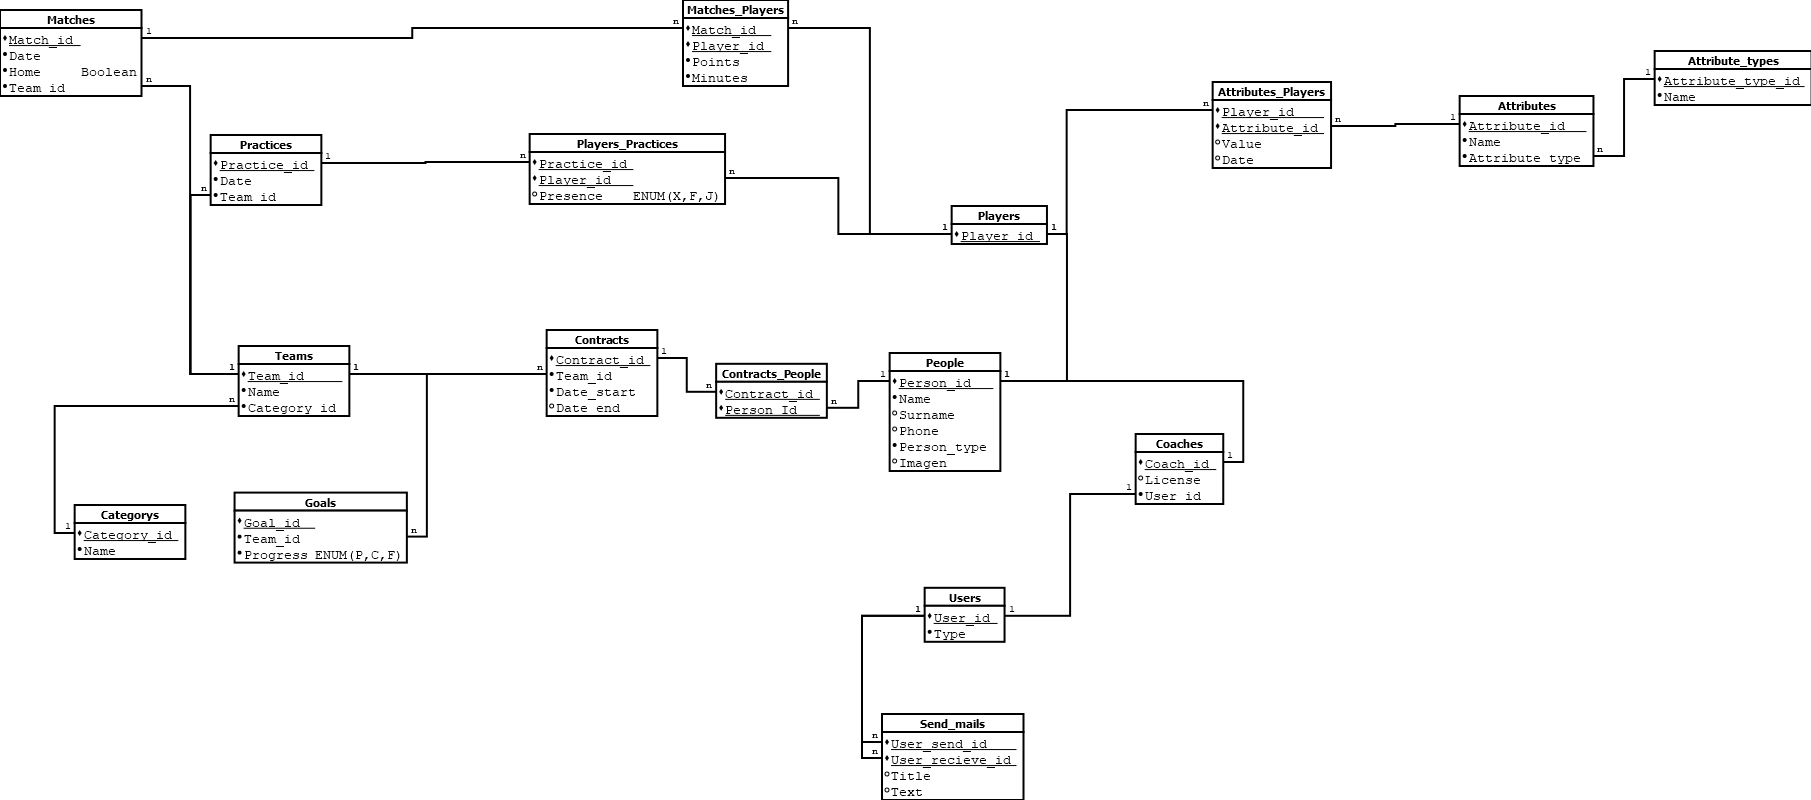 Matches
Match_id
Date
Home Boolean
Team_id
1
n
Matches_Players
Match_id
Player_id
Points
Minutes
n
n
Attribute_types
Attribute_type_id
Name
1
Attributes_Players
Player_id
Attribute_id
Value
Date
n
n
Attributes
Attribute_id
Name
Attribute_type
1
n
Practices
Practice_id
Date
Team_id
1
n
Players_Practices
Practice_id
Player_id
Presence ENUM(X,F,J)
n
n
Players
Player_id
1
1
Teams
Team_id
Name
Category_id
1
1
n
Contracts
Contract_id
Team_id
Date_start
Date_end
1
n
Contracts_People
Contract_id
Person_Id
n
n
People
Person_id
Name
Surname
Phone
Person_type
Imagen
1
1
Coaches
Coach_id
License
User_id
1
1
Categorys
Category_id
Name
1
Goals
Goal_id
Team_id
Progress ENUM(P,C,F)
n
Users
User_id
Type
1
1
Send_mails
User_send_id
User_recieve_id
Title
Text
n
n